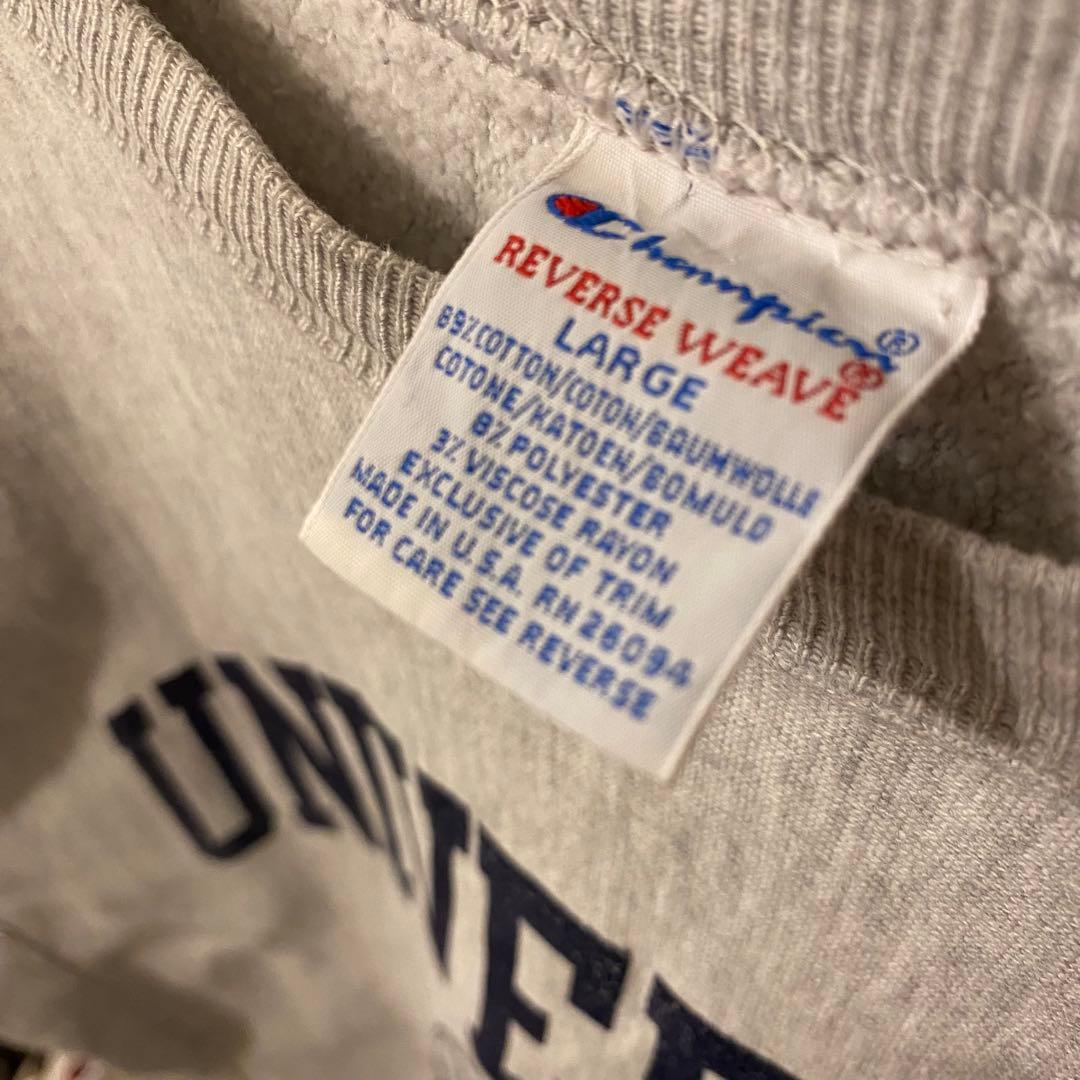 Champion®
REVERSE WEAVE®
LARGE
89% COTTON/COTON/BAUMWOLLE
COTONE/KATOEN/BOMULD
8% POLYESTER
3% VISCOSE RAYON
EXCLUSIVE OF TRIM
MADE IN U.S.A. RN 26094
FOR CARE SEE REVERSE
UNIVER